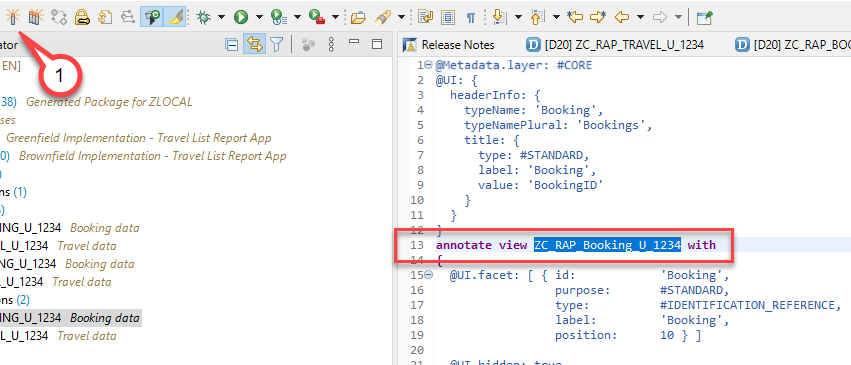 1
ator
EN]
38) Generated Package for ZLOCAL
ses
Greenfield Implementation - Travel List Report App
0) Brownfield Implementation - Travel List Report App
)
ns (1)
4)
NG_U_1234 Booking data
L_U_1234 Travel data
NG_U_1234 Booking data
L_U_1234 Travel data
ons (2)
NG_U_1234 Booking data
L_U_1234 Travel data
Release Notes [D20] ZC_RAP_TRAVEL_U_1234 [D20] ZC_RAP_BO
1 @Metadata.layer: #CORE
2 @UI: {
3 headerInfo: {
4 typeName: 'Booking',
5 typeNamePlural: 'Bookings',
6 title: {
7 type: #STANDARD,
8 label: 'Booking',
9 value: 'BookingID'
10 }
11 }
12 }
13 annotate view ZC_RAP_Booking_U_1234 with
14 {
15 @UI.facet: [ { id: 'Booking',
16 purpose: #STANDARD,
17 type: #IDENTIFICATION_REFERENCE,
18 label: 'Booking',
19 position: 10 } ]
20
21 @UI.hidden: true